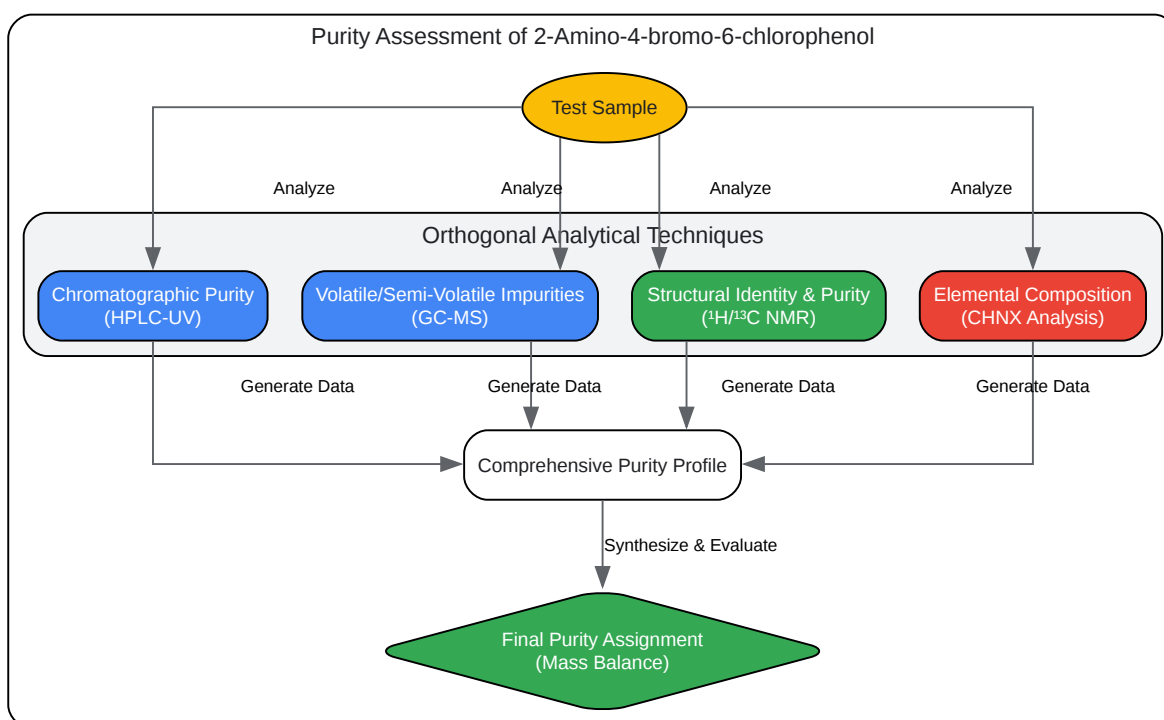 Purity Assessment of 2-Amino-4-bromo-6-chlorophenol
Test Sample
Analyze
Analyze
Analyze
Analyze
Orthogonal Analytical Techniques
Chromatographic Purity
(HPLC-UV)
Volatile/Semi-Volatile Impurities
(GC-MS)
Structural Identity & Purity
(¹H/¹³C NMR)
Elemental Composition
(CHNX Analysis)
Generate Data
Generate Data
Generate Data
Generate Data
Comprehensive Purity Profile
Synthesize & Evaluate
Final Purity Assignment
(Mass Balance)